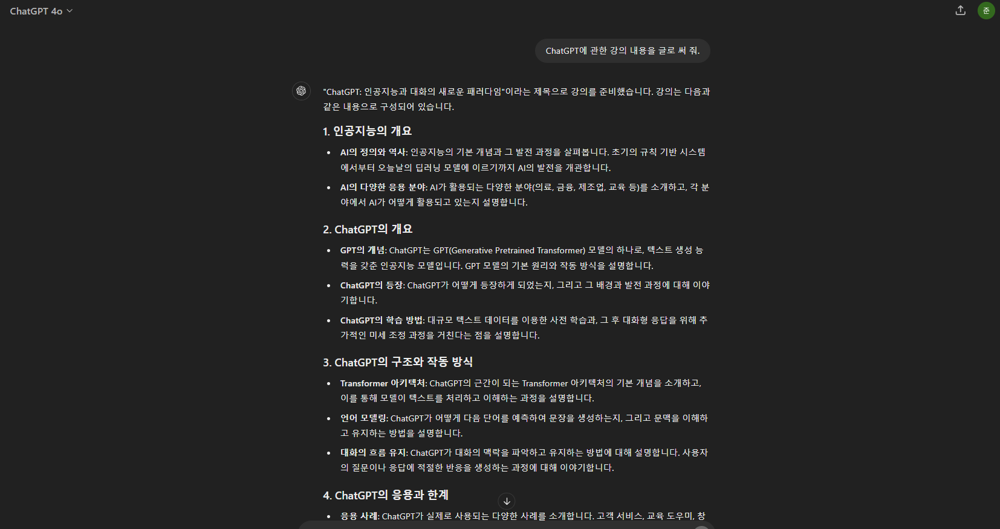 ChatGPT 4o
준
ChatGPT에 관한 강의 내용을 글로 써 줘.
"ChatGPT: 인공지능과 대화의 새로운 패러다임"이라는 제목으로 강의를 준비했습니다. 강의는 다음과
같은 내용으로 구성되어 있습니다.
1. 인공지능의 개요
• AI의 정의와 역사: 인공지능의 기본 개념과 그 발전 과정을 살펴봅니다. 초기의 규칙 기반 시스템
에서부터 오늘날의 딥러닝 모델에 이르기까지 AI의 발전을 개관합니다.
• AI의 다양한 응용 분야: AI가 활용되는 다양한 분야(의료, 금융, 제조업, 교육 등)를 소개하고, 각 분
야에서 AI가 어떻게 활용되고 있는지 설명합니다.
2. ChatGPT의 개요
• GPT의 개념: ChatGPT는 GPT(Generative Pretrained Transformer) 모델의 하나로, 텍스트 생성 능
력을 갖춘 인공지능 모델입니다. GPT 모델의 기본 원리와 작동 방식을 설명합니다.
• ChatGPT의 등장: ChatGPT가 어떻게 등장하게 되었는지, 그리고 그 배경과 발전 과정에 대해 이야
기합니다.
• ChatGPT의 학습 방법: 대규모 텍스트 데이터를 이용한 사전 학습과, 그 후 대화형 응답을 위해 추
가적인 미세 조정 과정을 거친다는 점을 설명합니다.
3. ChatGPT의 구조와 작동 방식
• Transformer 아키텍처: ChatGPT의 근간이 되는 Transformer 아키텍처의 기본 개념을 소개하고,
이를 통해 모델이 텍스트를 처리하고 이해하는 과정을 설명합니다.
• 언어 모델링: ChatGPT가 어떻게 다음 단어를 예측하여 문장을 생성하는지, 그리고 문맥을 이해하
고 유지하는 방법을 설명합니다.
• 대화의 흐름 유지: ChatGPT가 대화의 맥락을 파악하고 유지하는 방법에 대해 설명합니다. 사용자
의 질문이나 응답에 적절한 반응을 생성하는 과정에 대해 이야기합니다.
4. ChatGPT의 응용과 한계
• 응용 사례: ChatGPT가 실제로 사용되는 다양한 사례를 소개합니다. 고객 서비스, 교육 도우미, 창